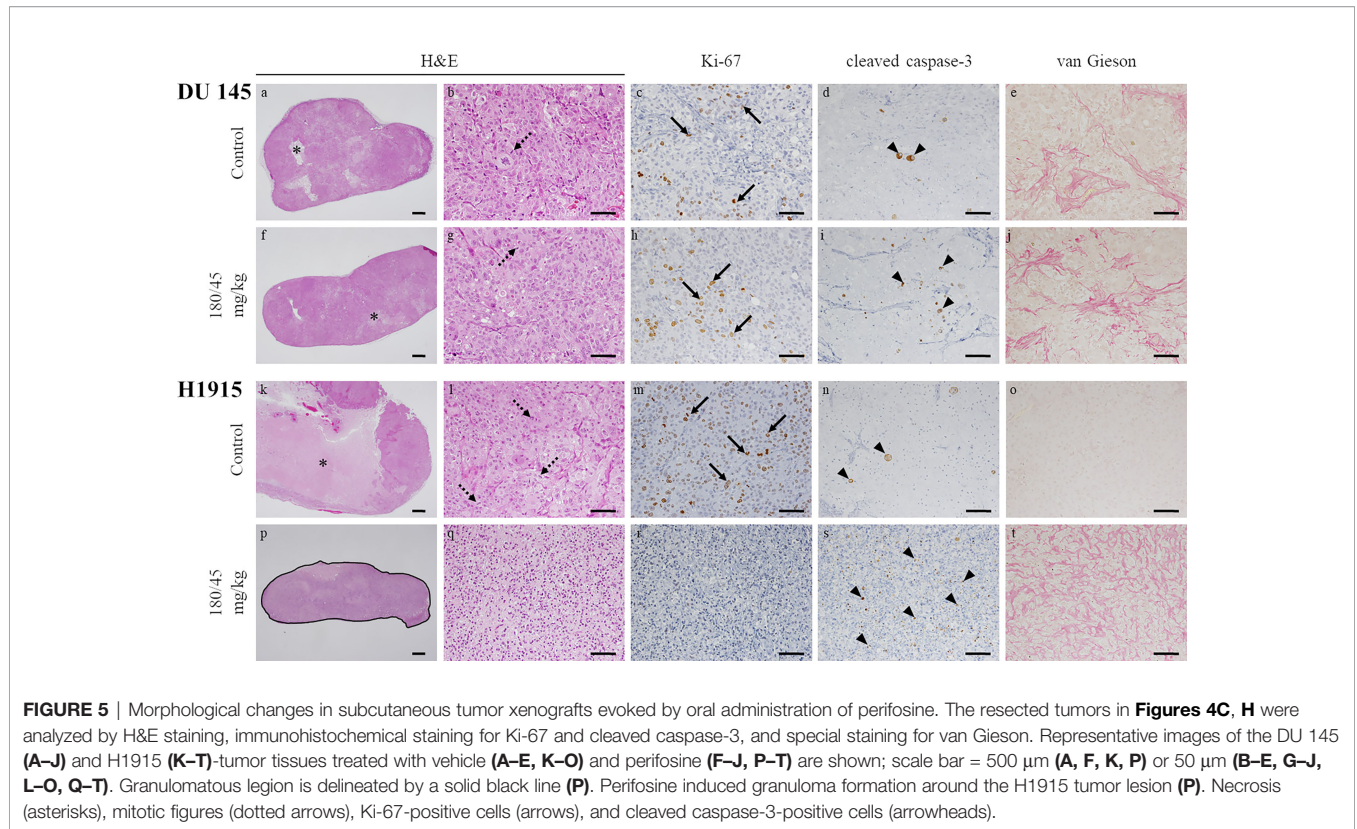 H&E
Ki-67
cleaved caspase-3
van Gieson
DU 145
Control
a
*
b
c
d
e
180/45
mg/kg
f
*
g
h
i
j
H1915
Control
k
*
l
m
n
o
180/45
mg/kg
p
q
r
s
t
FIGURE 5 | Morphological changes in subcutaneous tumor xenografts evoked by oral administration of perifosine. The resected tumors in Figures 4C, H were
analyzed by H&E staining, immunohistochemical staining for Ki-67 and cleaved caspase-3, and special staining for van Gieson. Representative images of the DU 145
(A–J) and H1915 (K–T)-tumor tissues treated with vehicle (A–E, K–O) and perifosine (F–J, P–T) are shown; scale bar = 500 μm (A, F, K, P) or 50 μm (B–E, G–J,
L–O, Q–T). Granulomatous legion is delineated by a solid black line (P). Perifosine induced granuloma formation around the H1915 tumor lesion (P). Necrosis
(asterisks), mitotic figures (dotted arrows), Ki-67-positive cells (arrows), and cleaved caspase-3-positive cells (arrowheads).